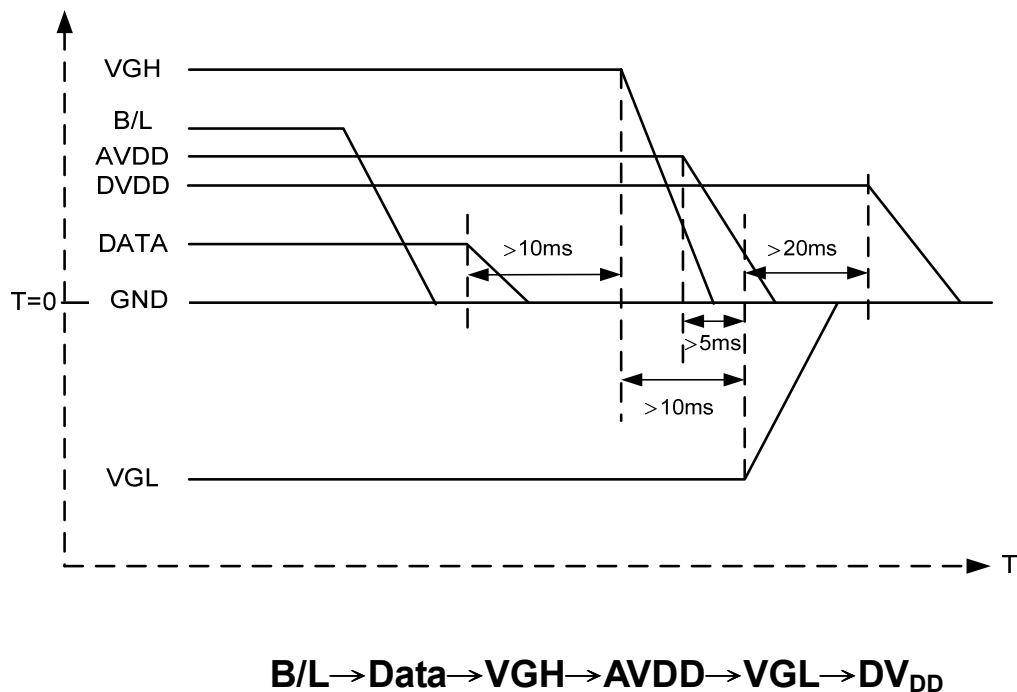 VGH
B/L
AVDD
DVDD
DATA
>10ms
>20ms
T=0
GND
>5ms
>10ms
VGL
T
B/L→Data→VGH→AVDD→VGL→DVDD